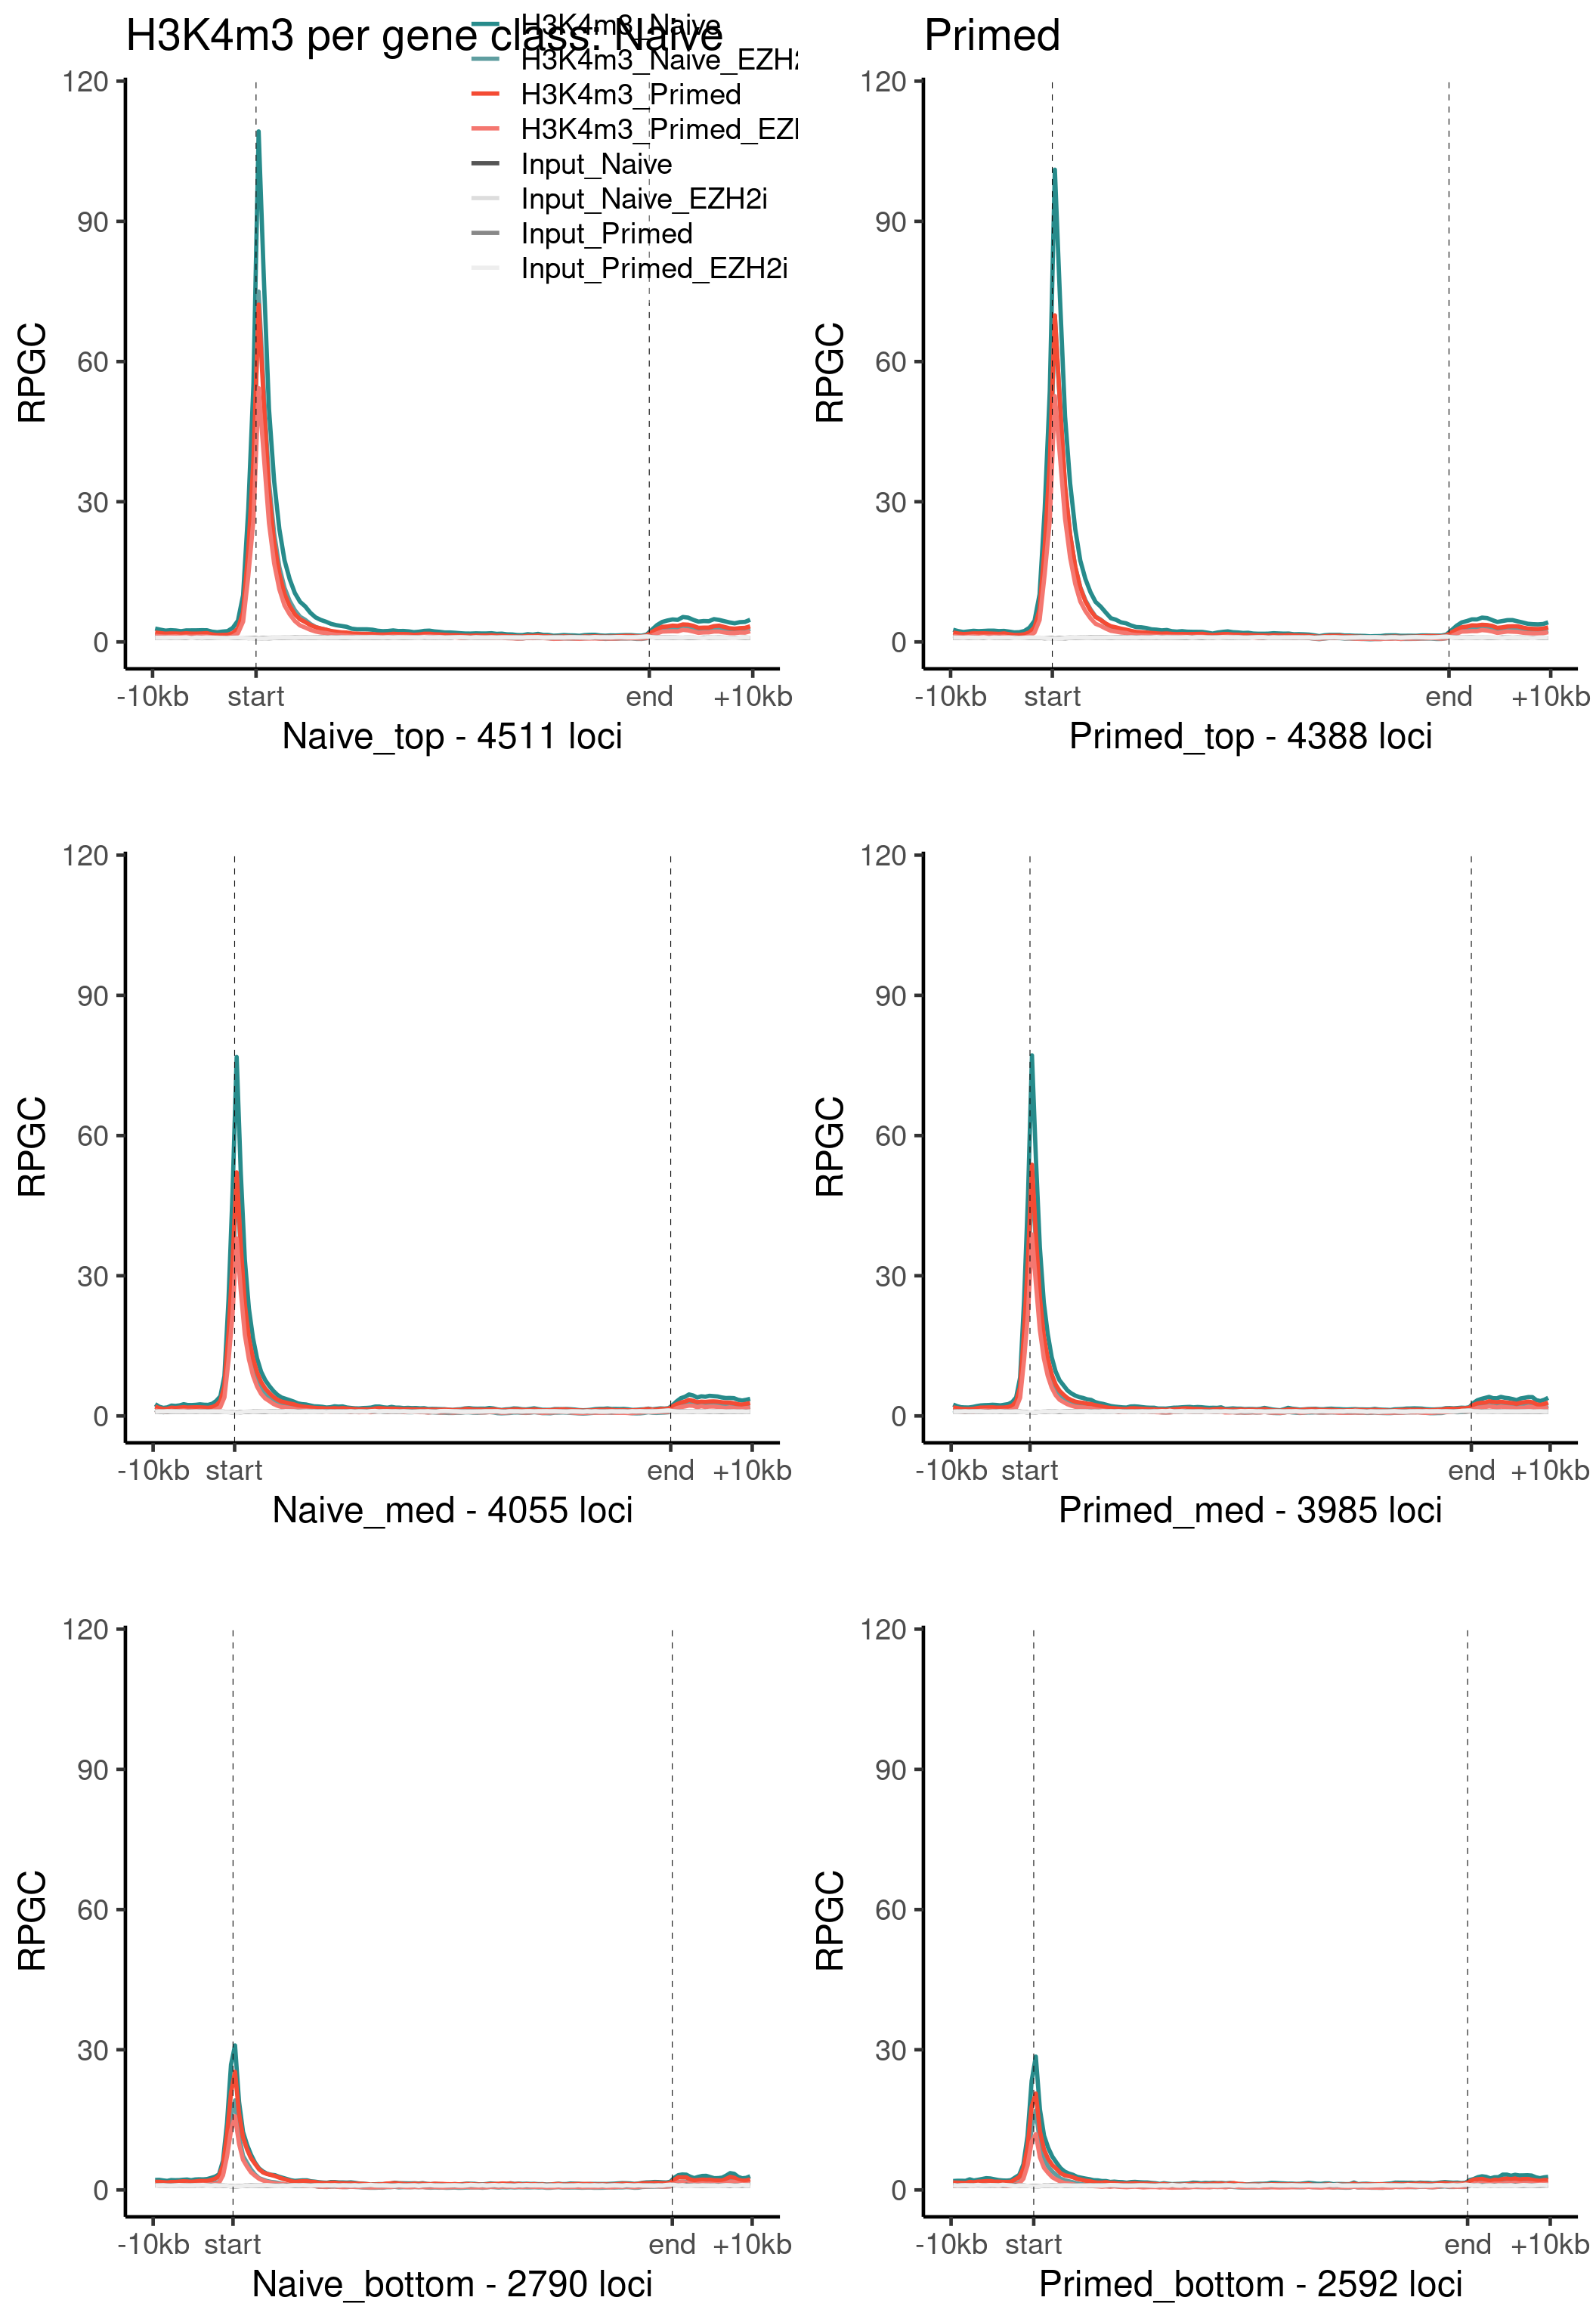 H3K4m3 per gene class: Naive
H3K4m3_Naive
H3K4m3_Naive_EZH2
H3K4m3_Primed
H3K4m3_Primed_EZ
Input_Naive
Input_Naive_EZH2i
Input_Primed
Input_Primed_EZH2i
120
90
60
30
0
RPGC
-10kb start end +10kb
Naive_top - 4511 loci
Primed
120
90
60
30
0
RPGC
-10kb start end +10kb
Primed_top - 4388 loci
120
90
60
30
0
RPGC
-10kb start end +10kb
Naive_med - 4055 loci
120
90
60
30
0
RPGC
-10kb start end +10kb
Primed_med - 3985 loci
120
90
60
30
0
RPGC
-10kb start end +10kb
Naive_bottom - 2790 loci
120
90
60
30
0
RPGC
-10kb start end +10kb
Primed_bottom - 2592 loci